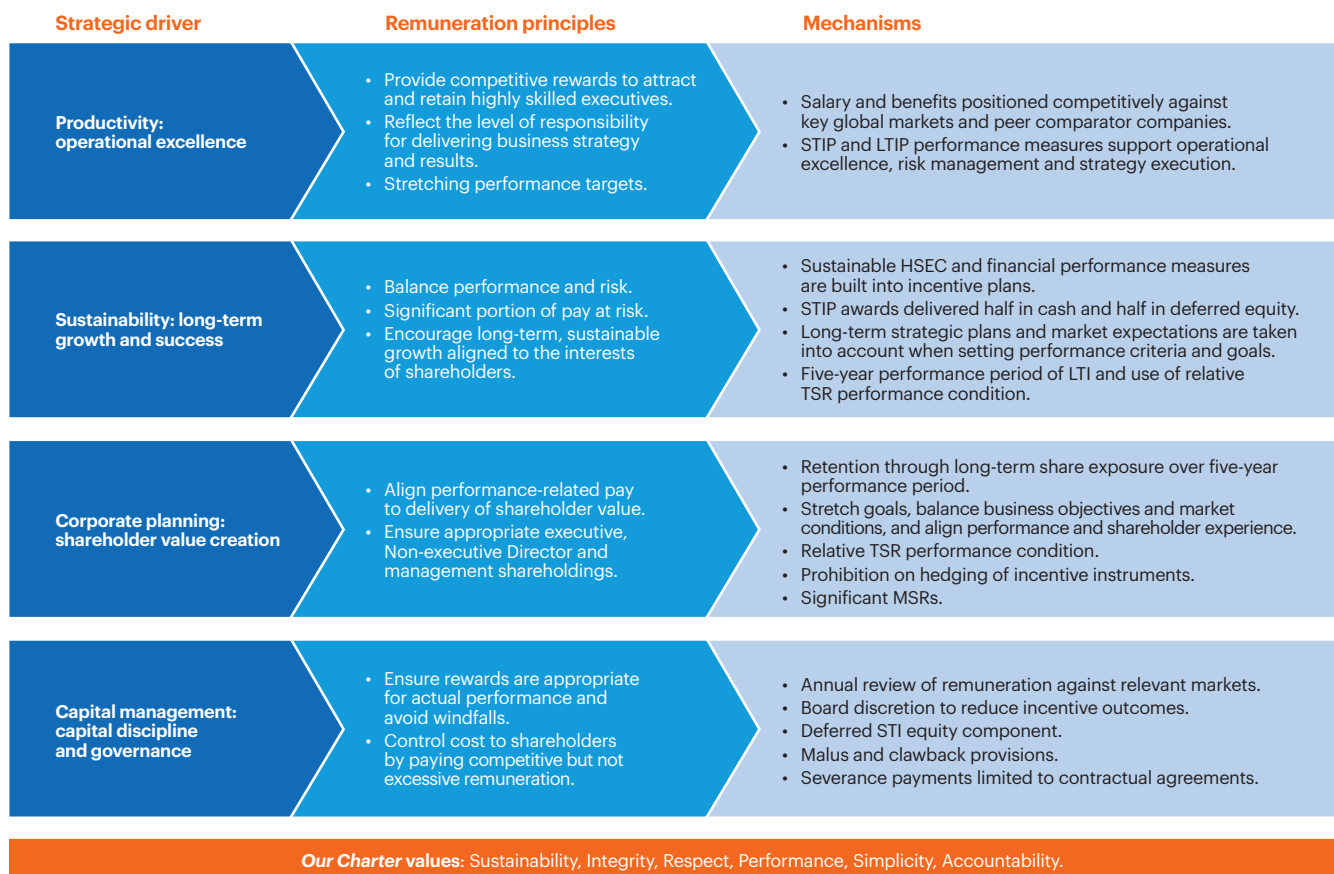 Strategic driver
Remuneration principles
Mechanisms
Productivity:
operational excellence
• Provide competitive rewards to attract
and retain highly skilled executives.
• Reflect the level of responsibility
for delivering business strategy
and results.
• Stretching performance targets.
• Salary and benefits positioned competitively against
key global markets and peer comparator companies.
• STIP and LTIP performance measures support operational
excellence, risk management and strategy execution.
Sustainability: long-term
growth and success
• Balance performance and risk.
• Significant portion of pay at risk.
• Encourage long-term, sustainable
growth aligned to the interests
of shareholders.
• Sustainable HSEC and financial performance measures
are built into incentive plans.
• STIP awards delivered half in cash and half in deferred equity.
• Long-term strategic plans and market expectations are taken
into account when setting performance criteria and goals.
• Five-year performance period of LTI and use of relative
TSR performance condition.
Corporate planning:
shareholder value creation
• Align performance-related pay
to delivery of shareholder value.
• Ensure appropriate executive,
Non-executive Director and
management shareholdings.
• Retention through long-term share exposure over five-year
performance period.
• Stretch goals, balance business objectives and market
conditions, and align performance and shareholder experience.
• Relative TSR performance condition.
• Prohibition on hedging of incentive instruments.
• Significant MSRs.
Capital management:
capital discipline
and governance
• Ensure rewards are appropriate
for actual performance and
avoid windfalls.
• Control cost to shareholders
by paying competitive but not
excessive remuneration.
• Annual review of remuneration against relevant markets.
• Board discretion to reduce incentive outcomes.
• Deferred STI equity component.
• Malus and clawback provisions.
• Severance payments limited to contractual agreements.
Our Charter values: Sustainability, Integrity, Respect, Performance, Simplicity, Accountability.